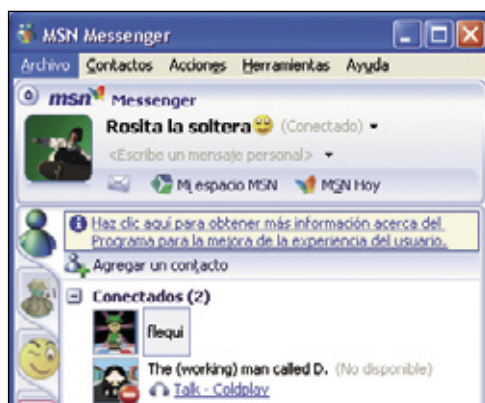 MSN Messenger
Archivo Contactos Acciones Herramientas Ayuda
msn Messenger
Rosita la soltera (Conectado)
<Escribe un mensaje personal>
Mi espacio MSN MSN Hoy
Haz clic aquí para obtener más información acerca del
Programa para la mejora de la experiencia del usuario.
Agregar un contacto
Conectados (2)
flequi
The (working) man called D. (No disponible)
Talk - Coldplay